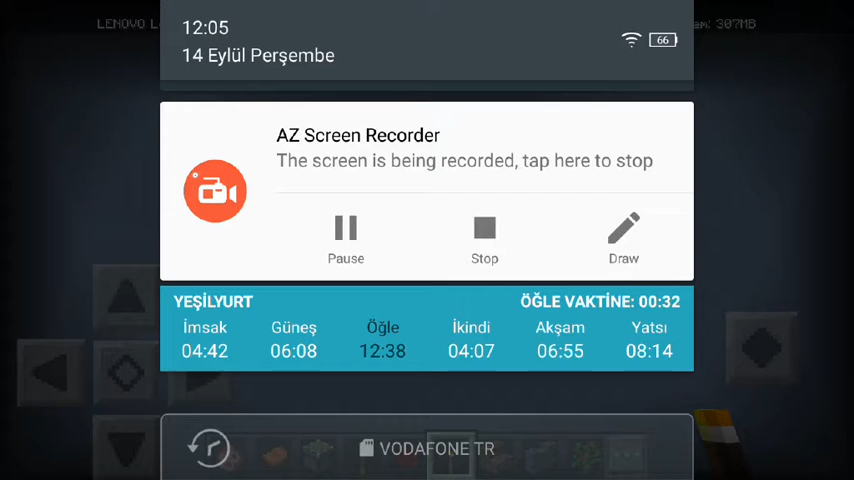 LENOVO L
12:05
66
307MB
14 Eylül Perşembe
AZ Screen Recorder
The screen is being recorded, tap here to stop
Pause Stop Draw
YEŞİLYURT ÖĞLE VAKTİNE: 00:32
İmsak Güneş Öğle İkindi Akşam Yatsı
04:42 06:08 12:38 04:07 06:55 08:14
VODAFONE TR